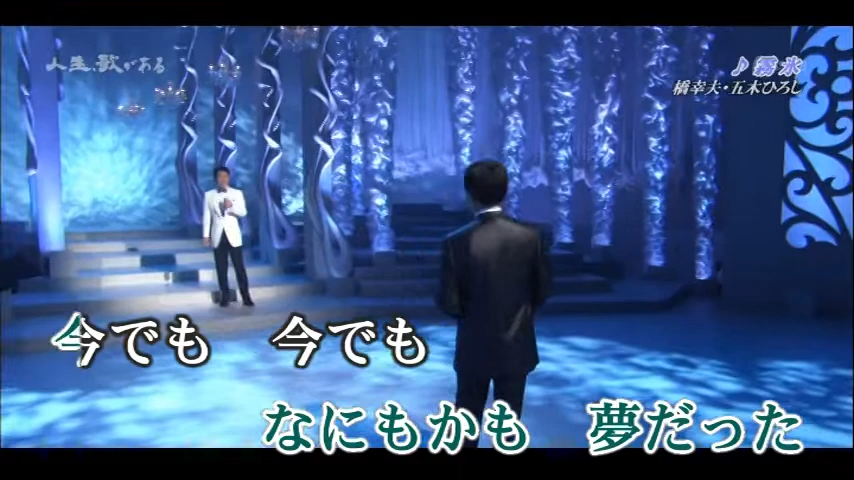 人生、歌がある
♪霧氷
橋幸夫・五木ひろし
今でも 今でも
なにもかも 夢だった